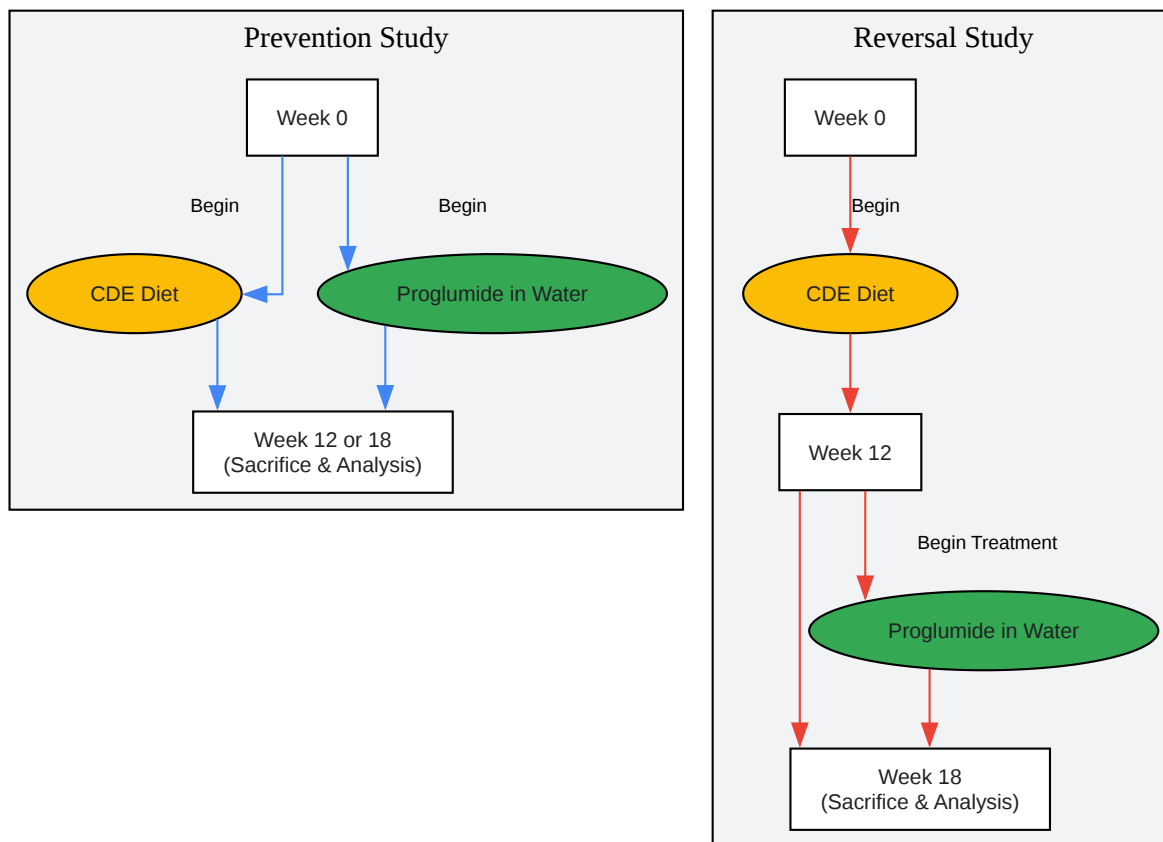 Prevention Study
Week 0
Begin
Begin
CDE Diet
Proglumide in Water
Week 12 or 18
(Sacrifice & Analysis)
Reversal Study
Week 0
Begin
CDE Diet
Week 12
Begin Treatment
Proglumide in Water
Week 18
(Sacrifice & Analysis)